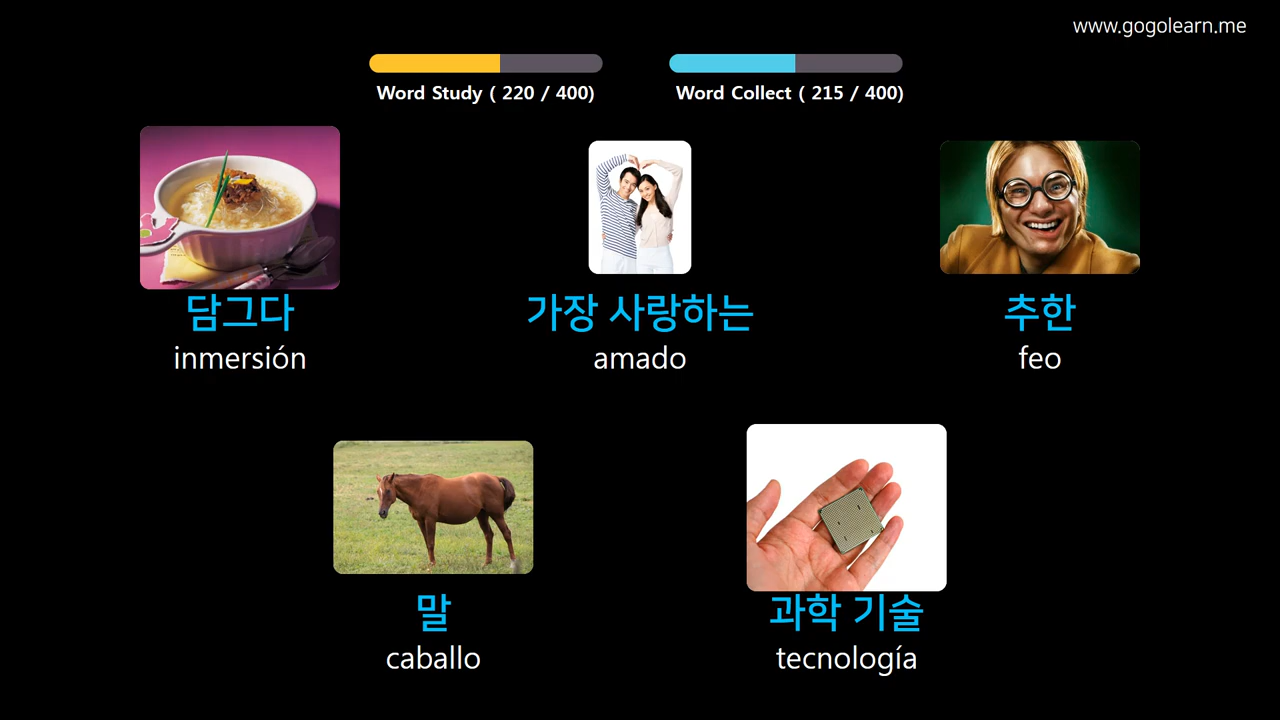 www.gogolearn.me
Word Study ( 220 / 400)
Word Collect ( 215 / 400)
담그다
inmersión
가장 사랑하는
amado
추한
feo
말
caballo
과학 기술
tecnología